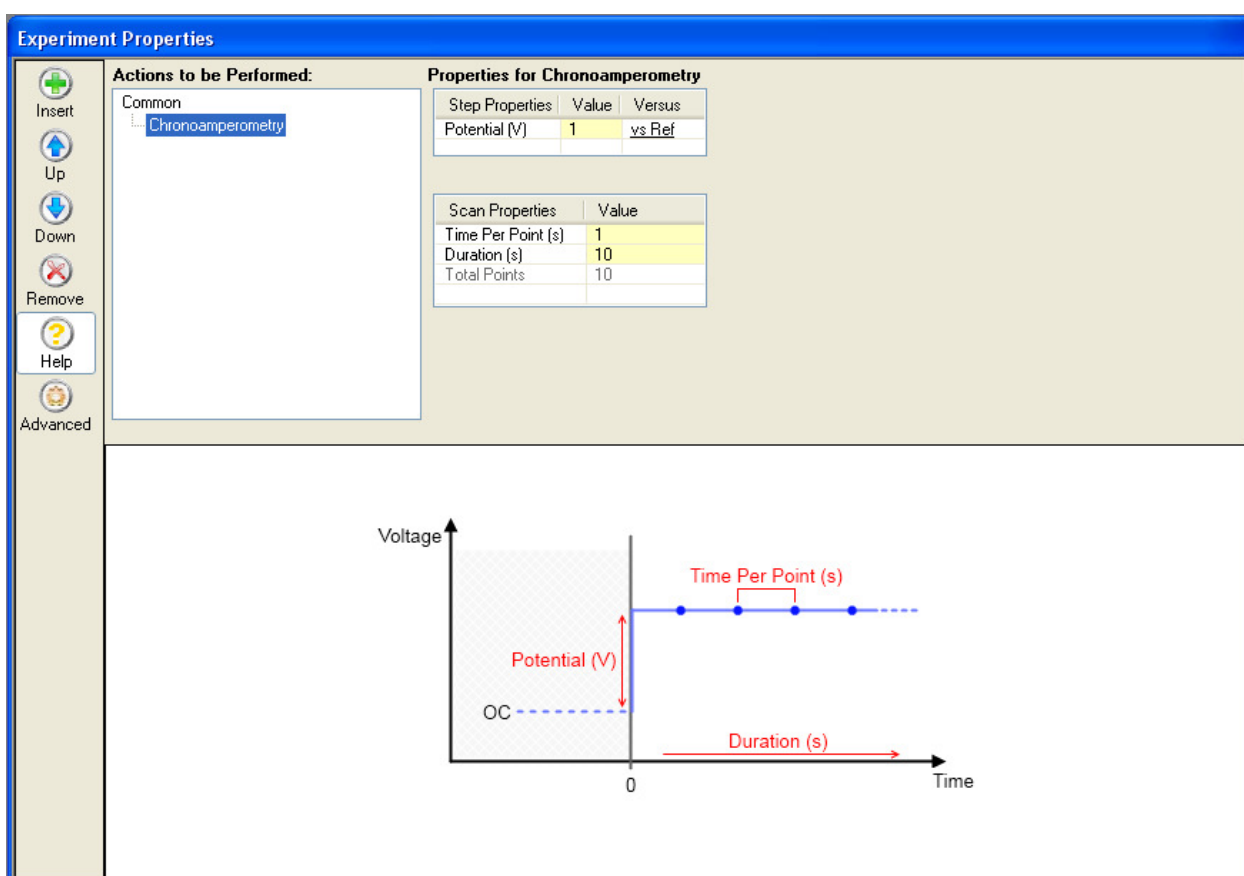 Experiment Properties
Insert
Up
Down
Remove
Help
Advanced
Actions to be Performed:
Common
Chronoamperometry
Properties for Chronoamperometry
Step Properties Value Versus
Potential (V) 1 vs Ref
Scan Properties Value
Time Per Point (s) 1
Duration (s) 10
Total Points 10
Voltage
Time Per Point (s)
Potential (V)
OC
Duration (s)
0
Time